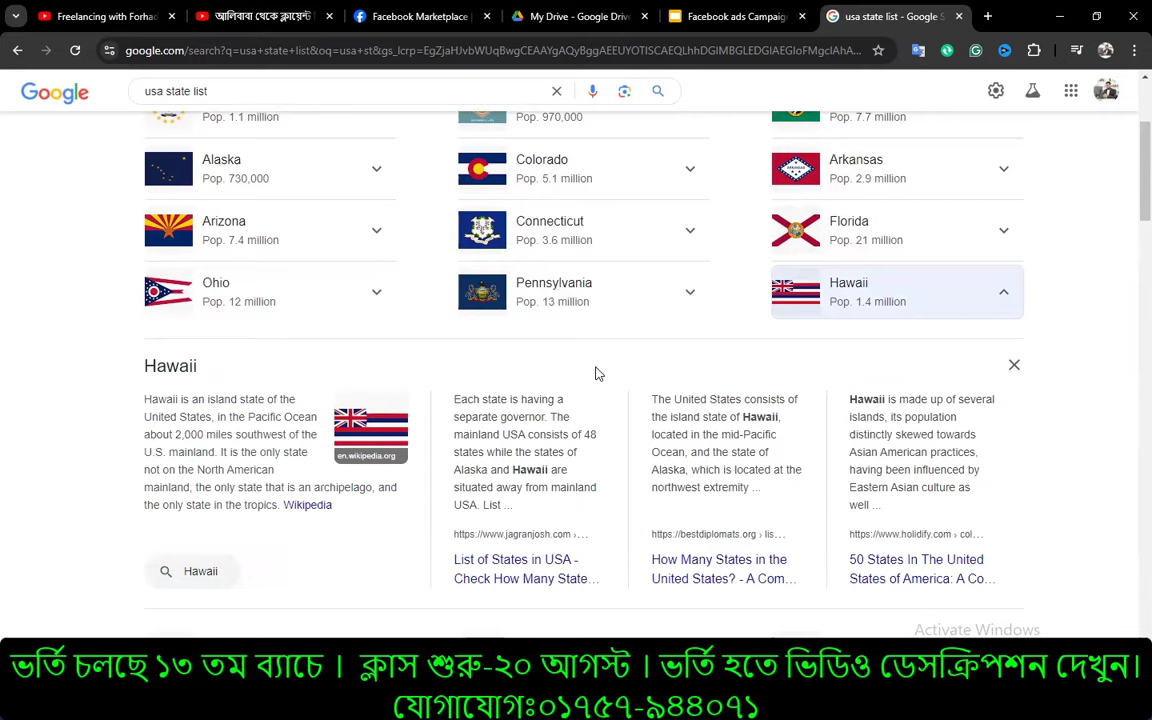 Freelancing with Forhad
আলিবাবা থেকে ক্লায়েন্ট
Facebook Marketplace |
My Drive - Google Drive
Facebook ads Campaig
usa state list - Google S
google.com/search?q=usa+state+list&oq=usa+st&gs_lcrp=EgZjaHJvbWUqBwgCEAAYgAQyBggAEEUYOTISCAEQLhhDGIMBGLEDGIAEGIoFMgcIAhA...
Google
usa state list
Pop. 1.1 million
Pop. 970,000
Pop. 7.7 million
Alaska
Pop. 730,000
Colorado
Pop. 5.1 million
Arkansas
Pop. 2.9 million
Arizona
Pop. 7.4 million
Connecticut
Pop. 3.6 million
Florida
Pop. 21 million
Ohio
Pop. 12 million
Pennsylvania
Pop. 13 million
Hawaii
Pop. 1.4 million
Hawaii
Hawaii is an island state of the
United States, in the Pacific Ocean
about 2,000 miles southwest of the
U.S. mainland. It is the only state
not on the North American
mainland, the only state that is an archipelago, and
the only state in the tropics. Wikipedia
en.wikipedia.org
Hawaii
Each state is having a
separate governor. The
mainland USA consists of 48
states while the states of
Alaska and Hawaii are
situated away from mainland
USA. List ...
https://www.jagranjosh.com ›...
List of States in USA -
Check How Many State...
The United States consists of
the island state of Hawaii,
located in the mid-Pacific
Ocean, and the state of
Alaska, which is located at the
northwest extremity ...
https://bestdiplomats.org › lis...
How Many States in the
United States? - A Com...
Hawaii is made up of several
islands, its population
distinctly skewed towards
Asian American practices,
having been influenced by
Eastern Asian culture as
well ...
https://www.holidify.com › col...
50 States In The United
States of America: A Co...
Activate Windows
ভর্তি চলছে ১৩ তম ব্যাচে । ক্লাস শুরু-২০ আগস্ট । ভর্তি হতে ভিডিও ডেসক্রিপশন দেখুন।
যোগাযোগঃ০১৭৫৭-৯৪৪০৭১